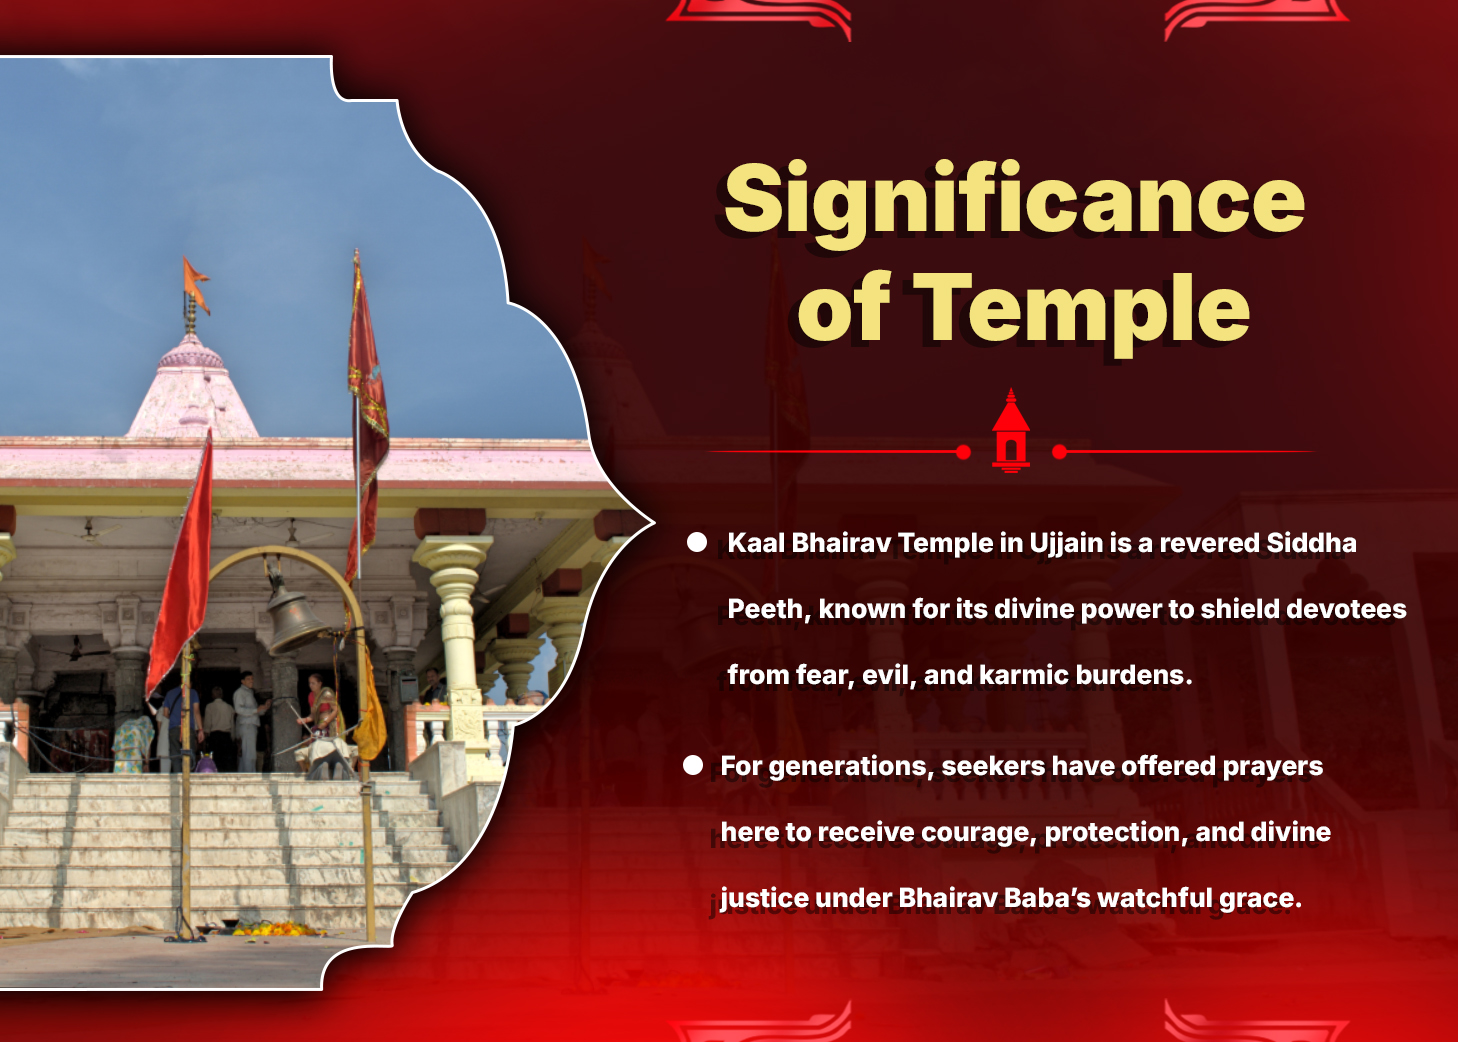 Significance
of Temple
Kaal Bhairav Temple in Ujjain is a revered Siddha
Peeth, known for its divine power to shield devotees
from fear, evil, and karmic burdens.
For generations, seekers have offered prayers
here to receive courage, protection, and divine
justice under Bhairav Baba’s watchful grace.